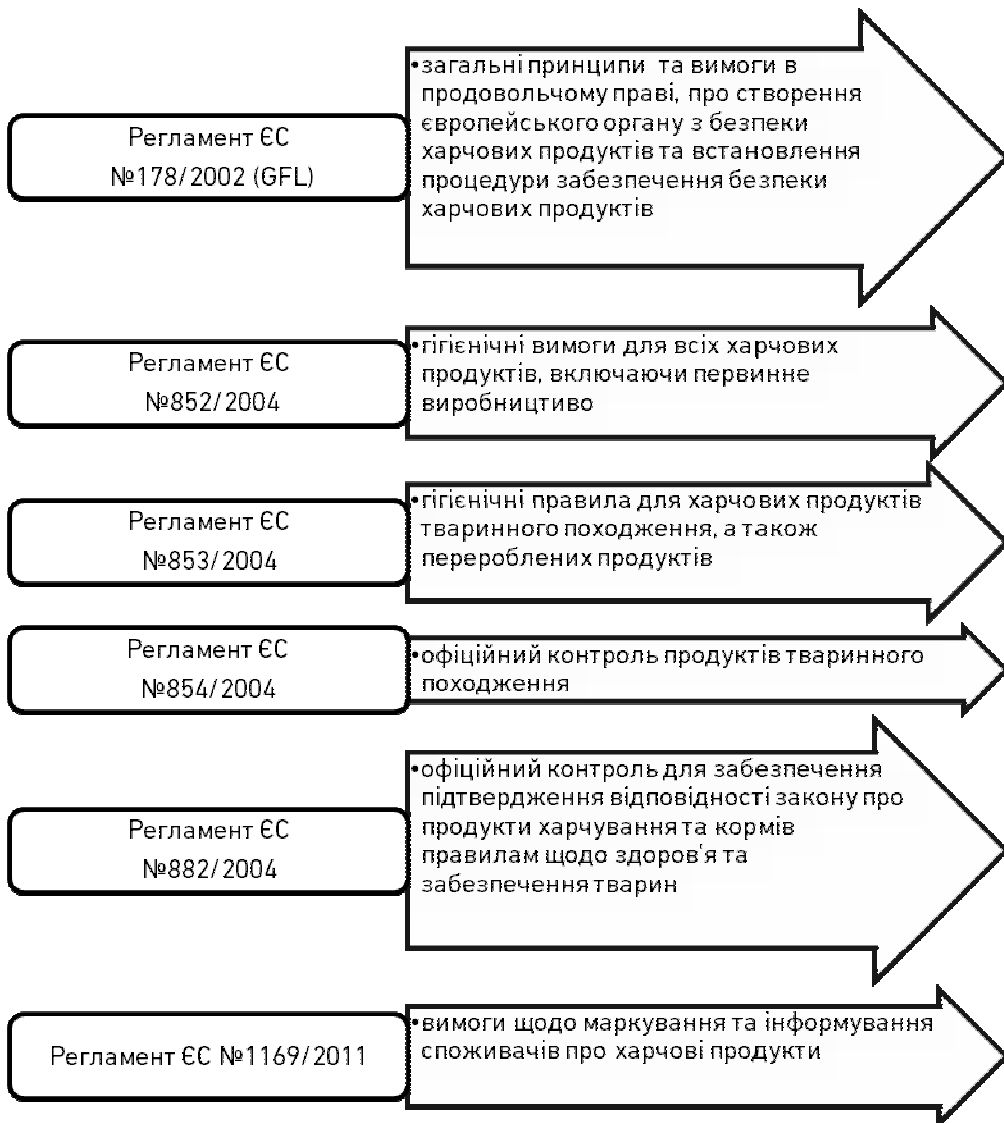 Регламент ЄС
№178/2002 (GFL)
•загальні принципи та вимоги в
продовольчому праві, про створення
європейського органу з безпеки
харчових продуктів та встановлення
процедури забезпечення безпеки
харчових продуктів
Регламент ЄС
№852/2004
•гігієнічні вимоги для всіх харчових
продуктів, включаючи первинне
виробництиво
Регламент ЄС
№853/2004
•гігієнічні правила для харчових продуктів
тваринного походження, а також
перероблених продуктів
Регламент ЄС
№854/2004
•офіційний контроль продуктів тваринного
походження
Регламент ЄС
№882/2004
•офіційний контроль для забезпечення
підтвердження відповідності закону про
продукти харчування та кормів
правилам щодо здоров'я та
забезпечення тварин
Регламент ЄС №1169/2011
•вимоги щодо маркування та інформування
споживачів про харчові продукти